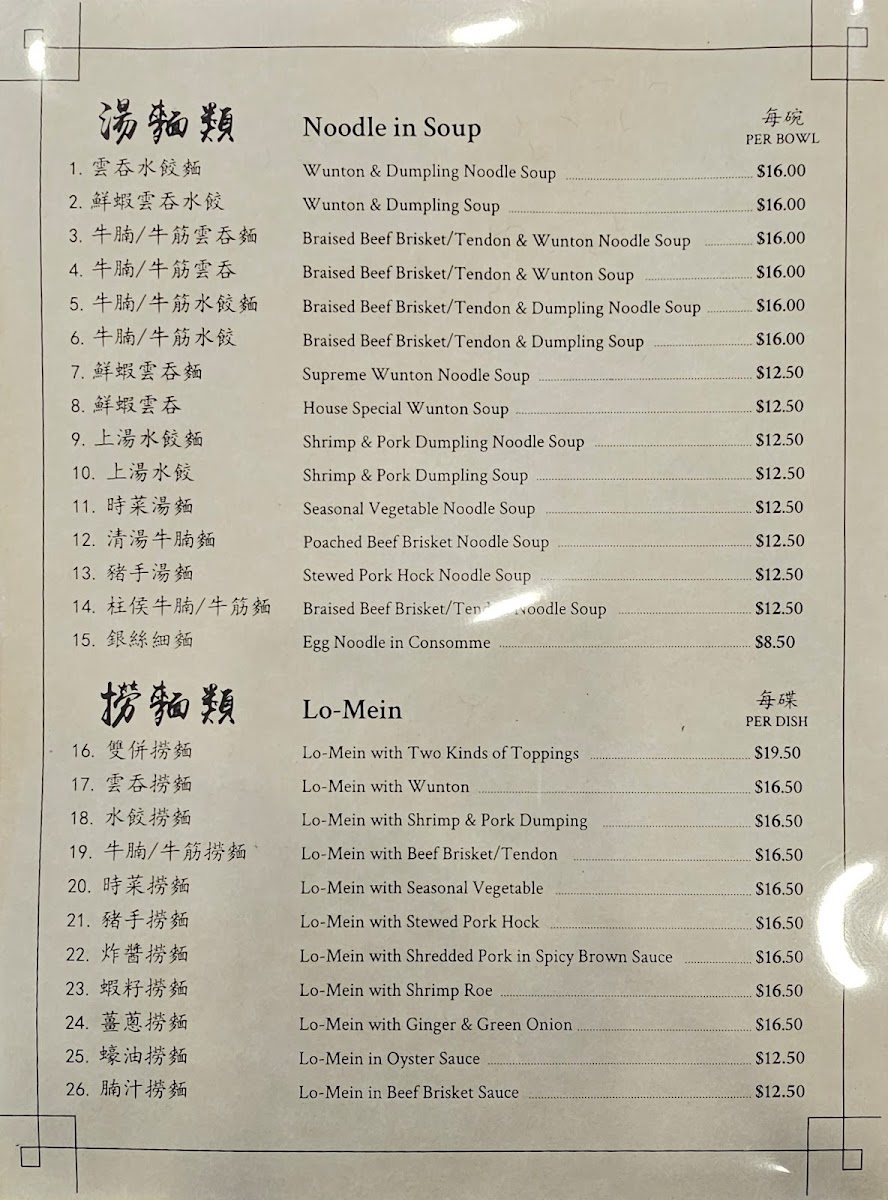 湯麵類 Noodle in Soup 每碗
PER BOWL
1. 雲吞水餃麵 Wunton & Dumpling Noodle Soup $16.00
2. 鮮蝦雲吞水餃 Wunton & Dumpling Soup $16.00
3. 牛腩/牛筋雲吞麵 Braised Beef Brisket/Tendon & Wunton Noodle Soup $16.00
4. 牛腩/牛筋雲吞 Braised Beef Brisket/Tendon & Wunton Soup $16.00
5. 牛腩/牛筋水餃麵 Braised Beef Brisket/Tendon & Dumpling Noodle Soup $16.00
6. 牛腩/牛筋水餃 Braised Beef Brisket/Tendon & Dumpling Soup $16.00
7. 鮮蝦雲吞麵 Supreme Wunton Noodle Soup $12.50
8. 鮮蝦雲吞 House Special Wunton Soup $12.50
9. 上湯水餃麵 Shrimp & Pork Dumpling Noodle Soup $12.50
10. 上湯水餃 Shrimp & Pork Dumpling Soup $12.50
11. 時菜湯麵 Seasonal Vegetable Noodle Soup $12.50
12. 清湯牛腩麵 Poached Beef Brisket Noodle Soup $12.50
13. 豬手湯麵 Stewed Pork Hock Noodle Soup $12.50
14. 柱侯牛腩/牛筋麵 Braised Beef Brisket/ Noodle Soup $12.50
15. 銀絲細麵 Egg Noodle in Consomme $8.50
撈麵類 Lo-Mein 每碟
PER DISH
16. 雙併撈麵 Lo-Mein with Two Kinds of Toppings $19.50
17. 雲吞撈麵 Lo-Mein with Wunton $16.50
18. 水餃撈麵 Lo-Mein with Shrimp & Pork Dumping $16.50
19. 牛腩/牛筋撈麵 Lo-Mein with Beef Brisket/Tendon $16.50
20. 時菜撈麵 Lo-Mein with Seasonal Vegetable $16.50
21. 豬手撈麵 Lo-Mein with Stewed Pork Hock $16.50
22. 炸醬撈麵 Lo-Mein with Shredded Pork in Spicy Brown Sauce $16.50
23. 蝦籽撈麵 Lo-Mein with Shrimp Roe $16.50
24. 薑蔥撈麵 Lo-Mein with Ginger & Green Onion $16.50
25. 蠔油撈麵 Lo-Mein in Oyster Sauce $12.50
26. 腩汁撈麵 Lo-Mein in Beef Brisket Sauce $12.50